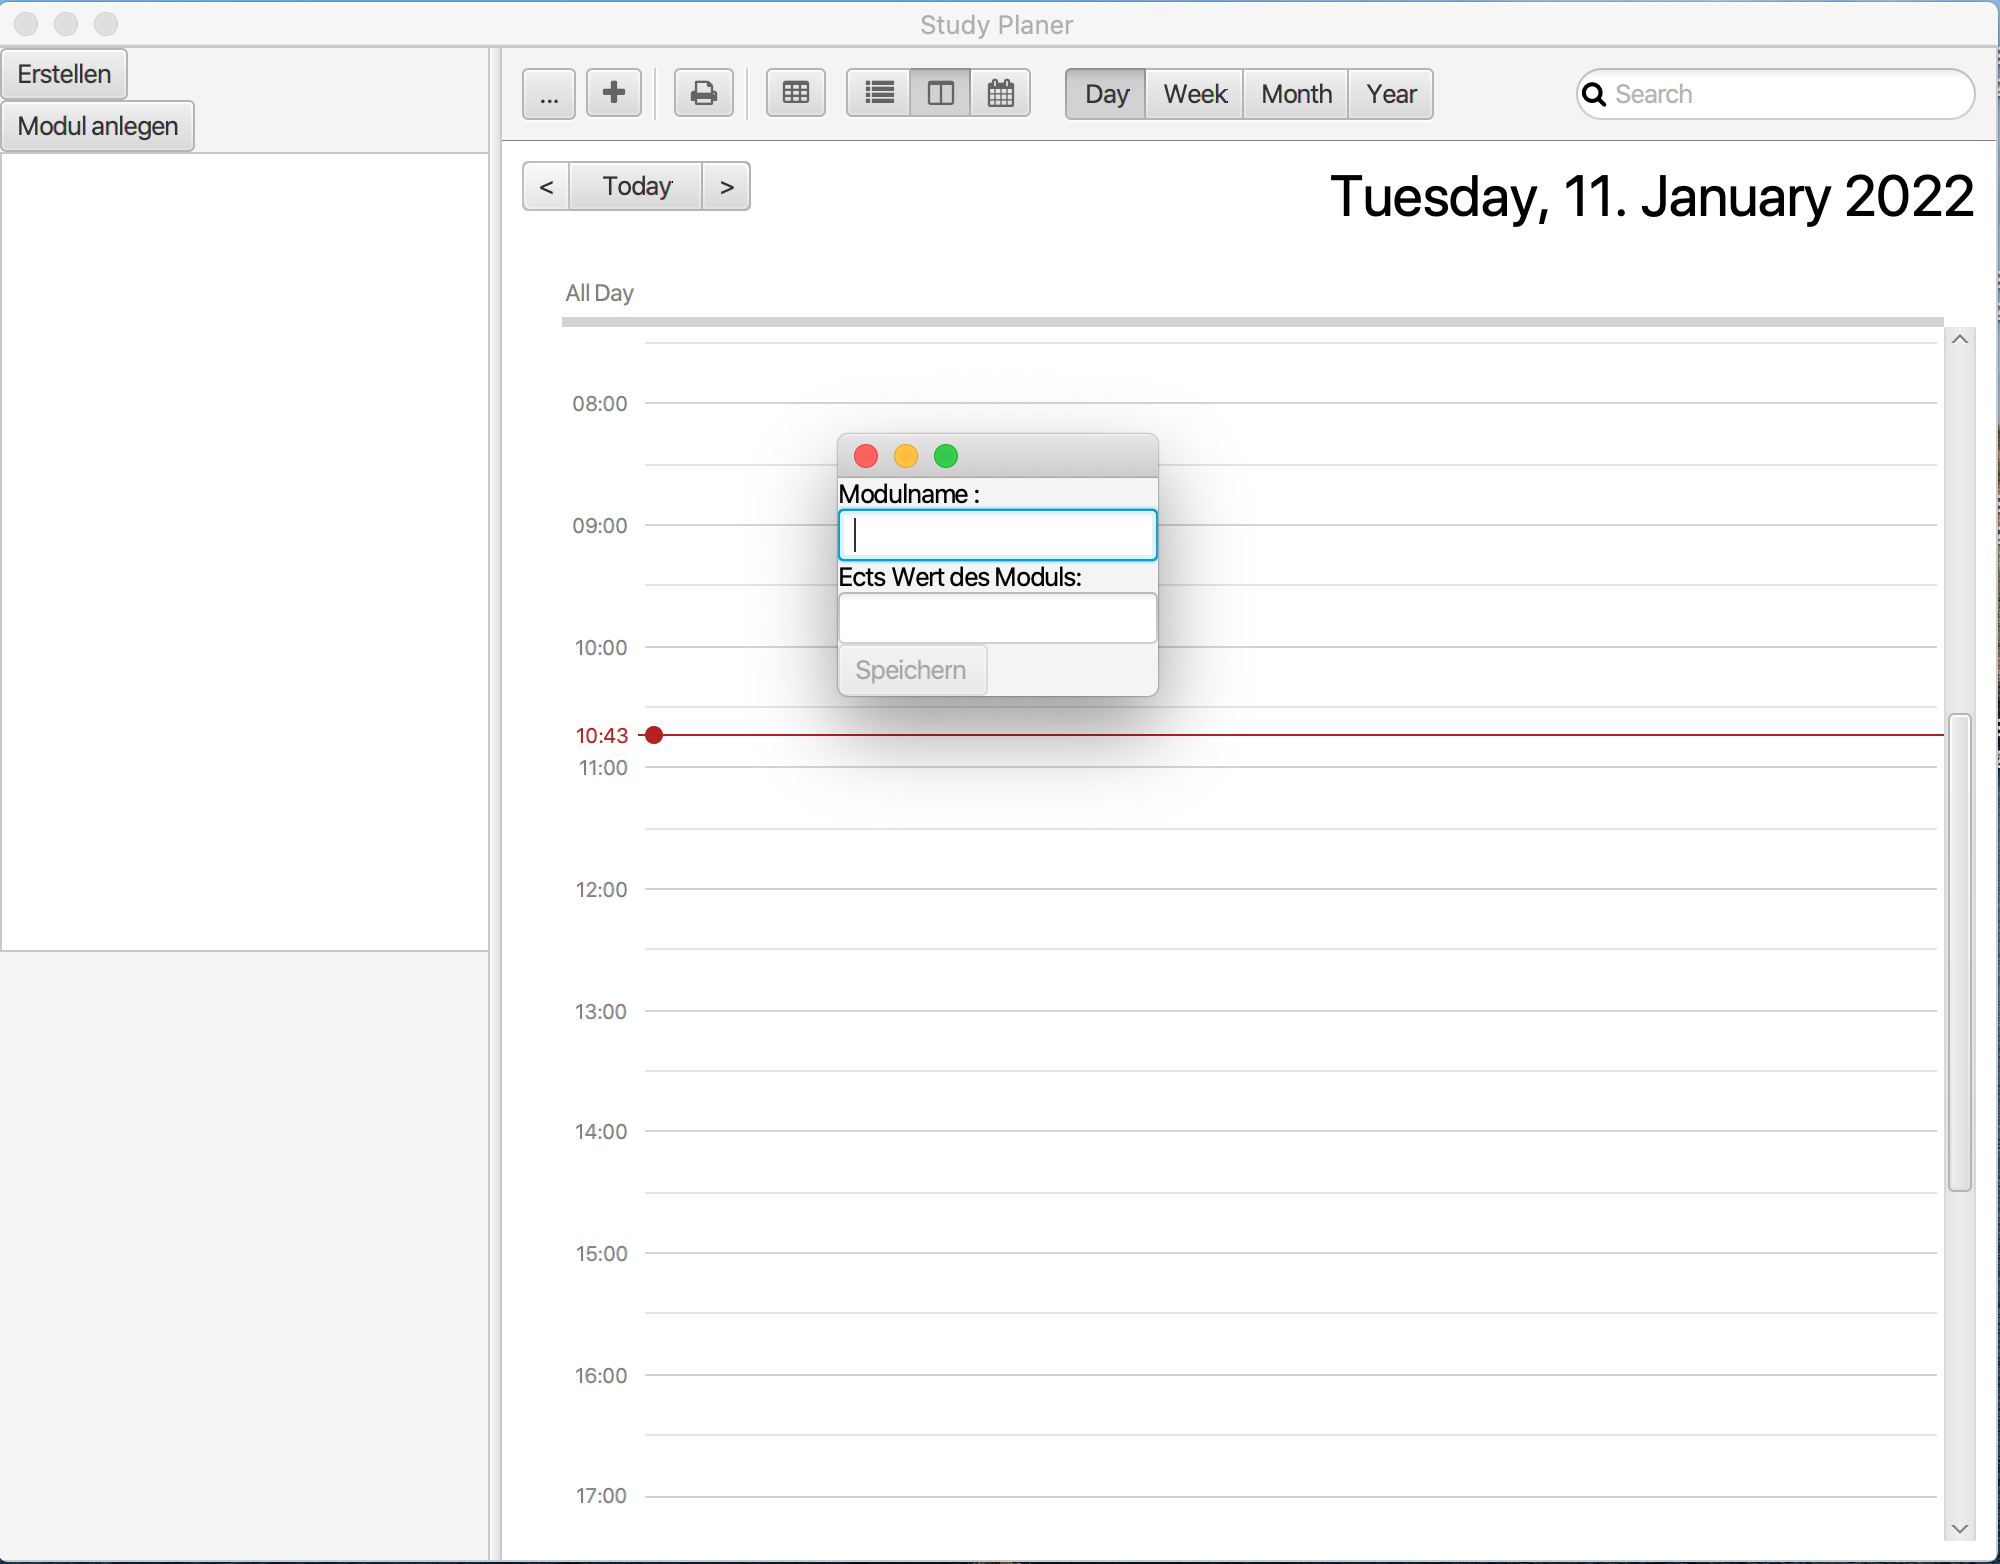 Study Planer
Erstellen
Modul anlegen
... Day Week Month Year Search
< Today > Tuesday, 11. January 2022
All Day
08:00
09:00
10:00
10:43
11:00
12:00
13:00
14:00
15:00
16:00
17:00
Modulname :
Ects Wert des Moduls:
Speichern